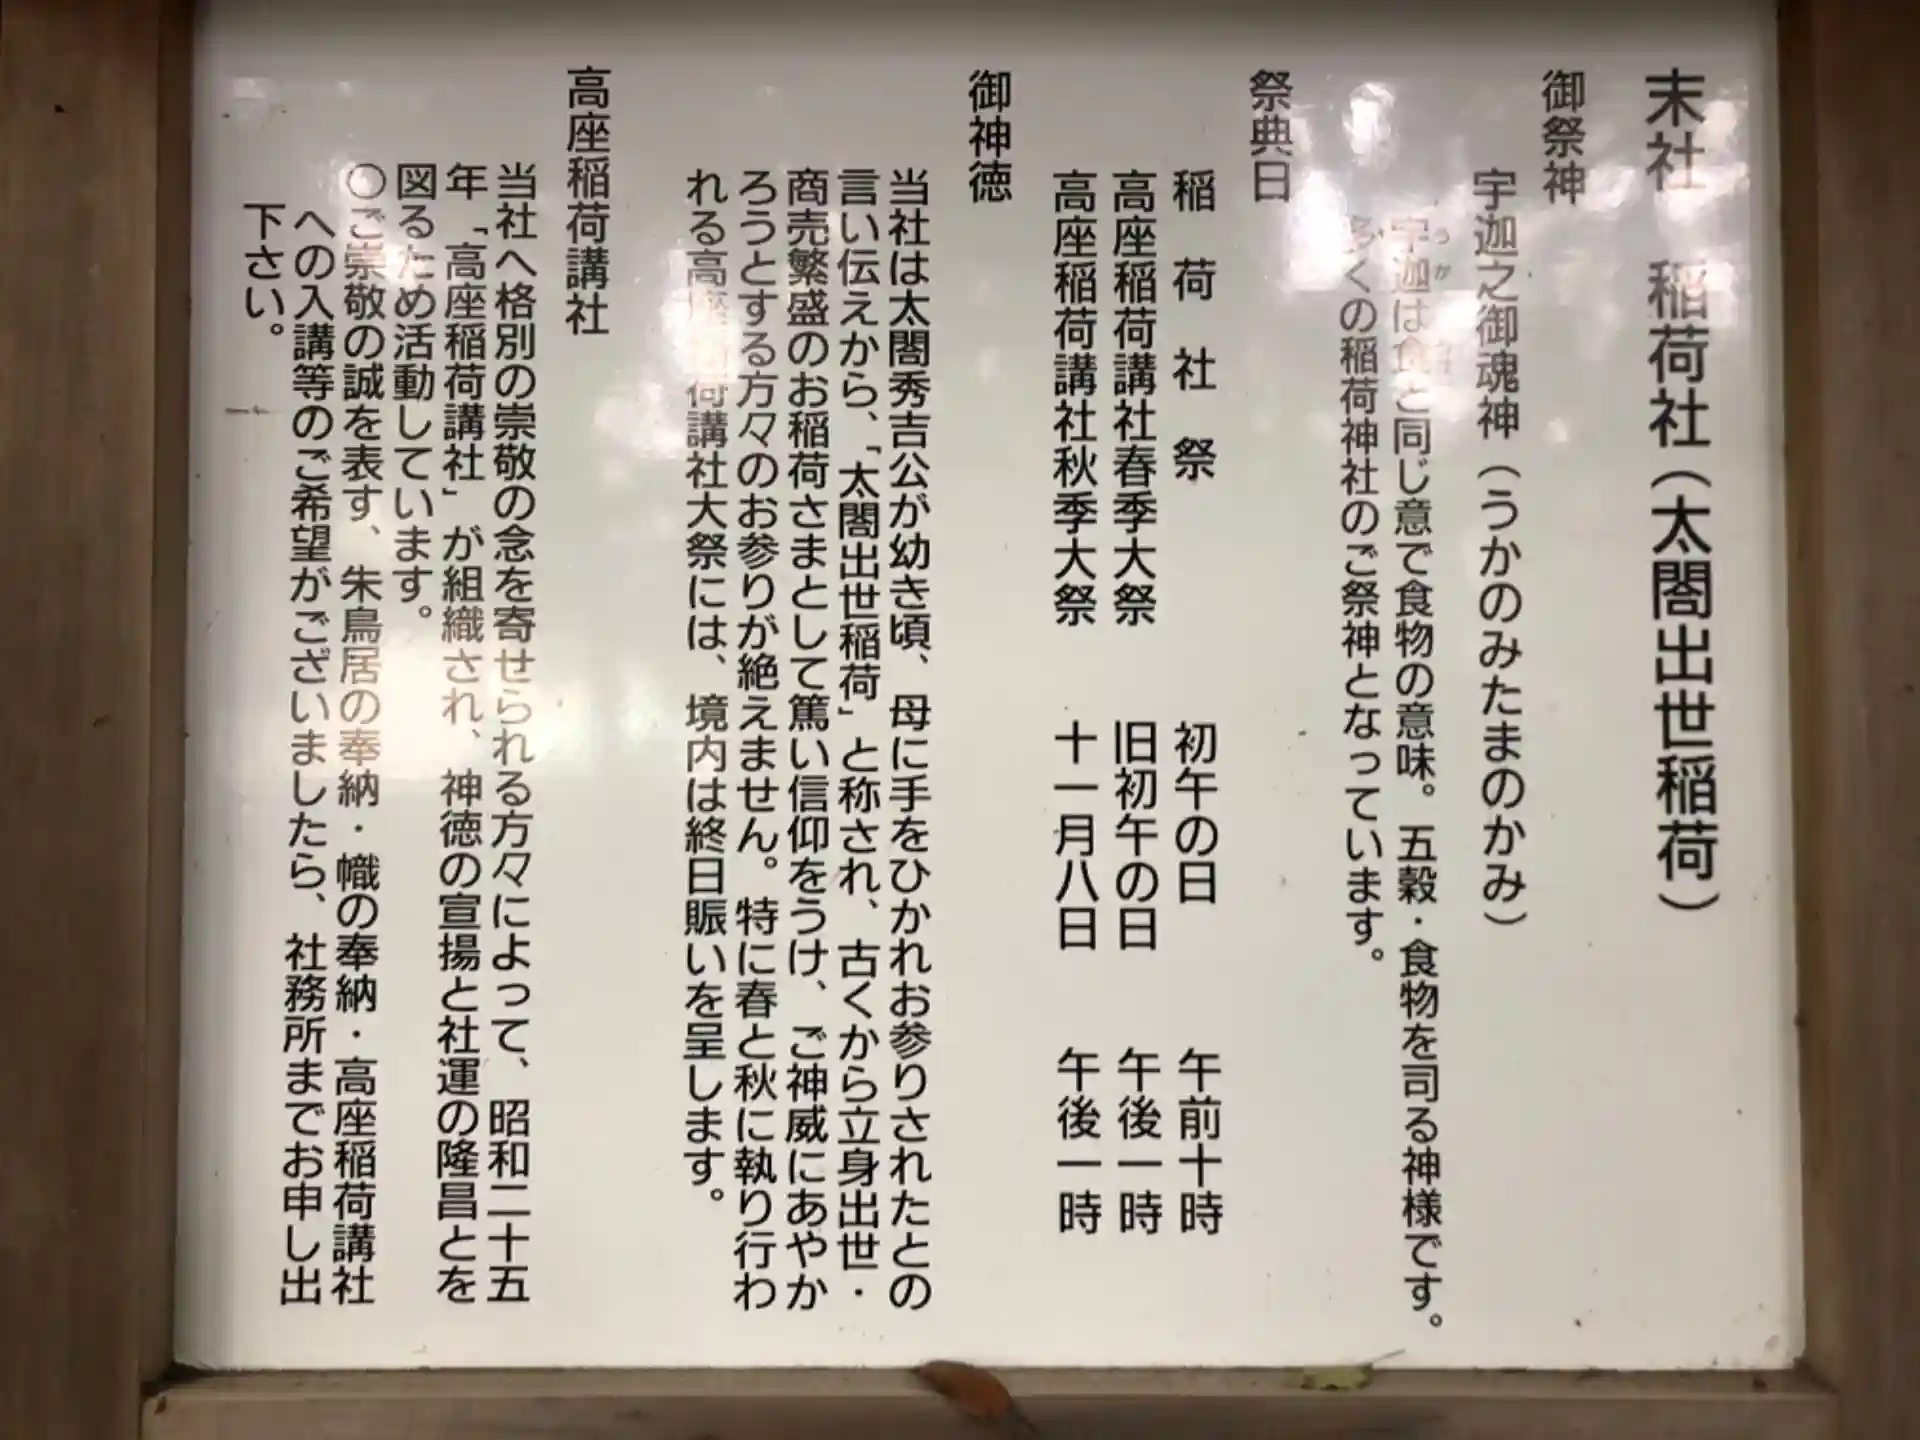 末社 稲荷社（太閤出世稲荷）
御祭神
宇迦之御魂神（うかのみたまのかみ）
宇迦は食と同じ意で食物の意味。五穀・食物を司る神様です。
うか
多くの稲荷神社のご祭神となっています。
祭典日
稲荷社祭 初午の日 午前十時
高座稲荷講社春季大祭 旧初午の日 午後一時
高座稲荷講社秋季大祭 十一月八日 午後一時
御神徳
当社は太閤秀吉公が幼き頃、母に手をひかれお参りされたとの
言い伝えから、「太閤出世稲荷」と称され、古くから立身出世・
商売繁盛のお稲荷さまとして篤い信仰をうけ、ご神威にあやか
ろうとする方々のお参りが絶えません。特に春と秋に執り行わ
れる高座稲荷講社大祭には、境内は終日賑いを呈します。
高座稲荷講社
当社へ格別の崇敬の念を寄せられる方々によって、昭和二十五
年「高座稲荷講社」が組織され、神徳の宣揚と社運の隆昌とを
図るため活動しています。
〇ご崇敬の誠を表す、朱鳥居の奉納・幟の奉納・高座稲荷講社
への入講等のご希望がございましたら、社務所までお申し出
下さい。